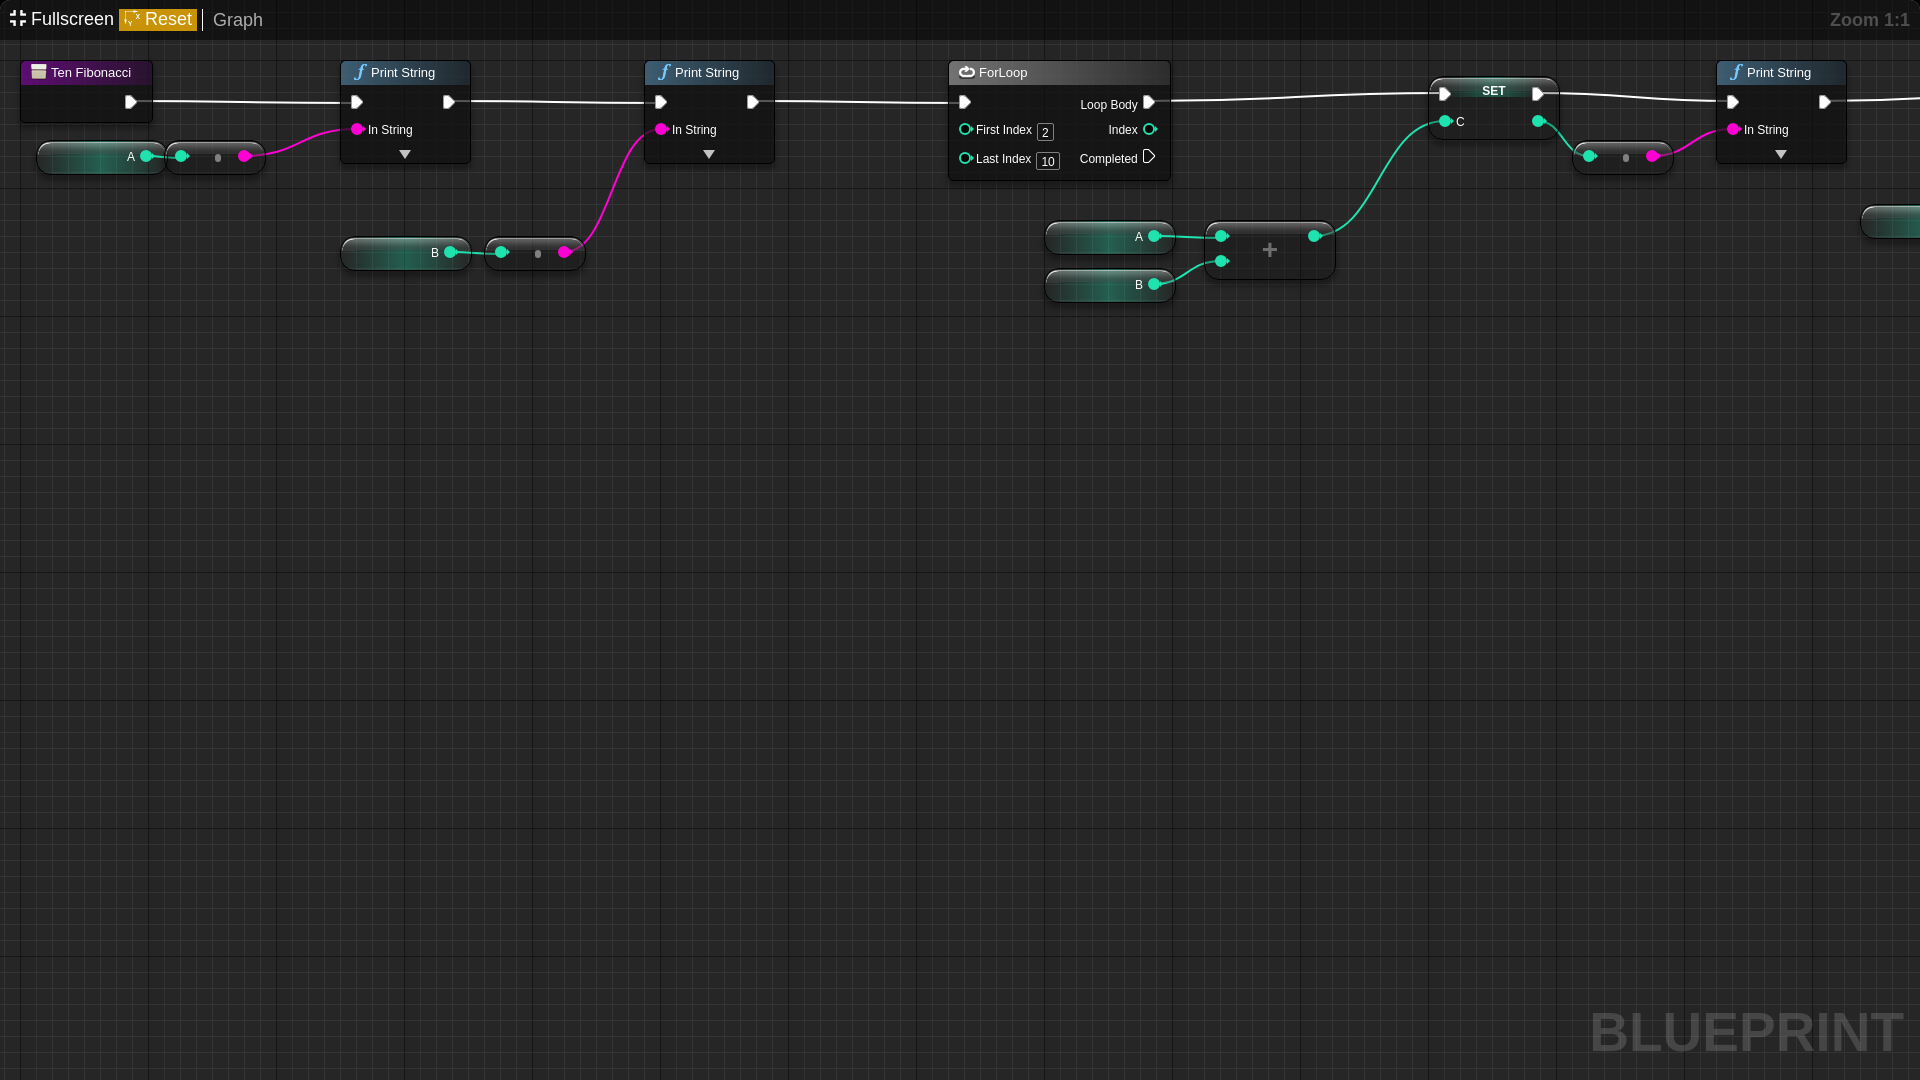 Fullscreen Reset Graph Zoom 1:1
Ten Fibonacci
Print String
Print String
ForLoop
SET
Print String
Loop Body
In String
In String
First Index 2 Index
C
In String
A
Last Index 10 Completed
B
A
+
B
BLUEPRINT